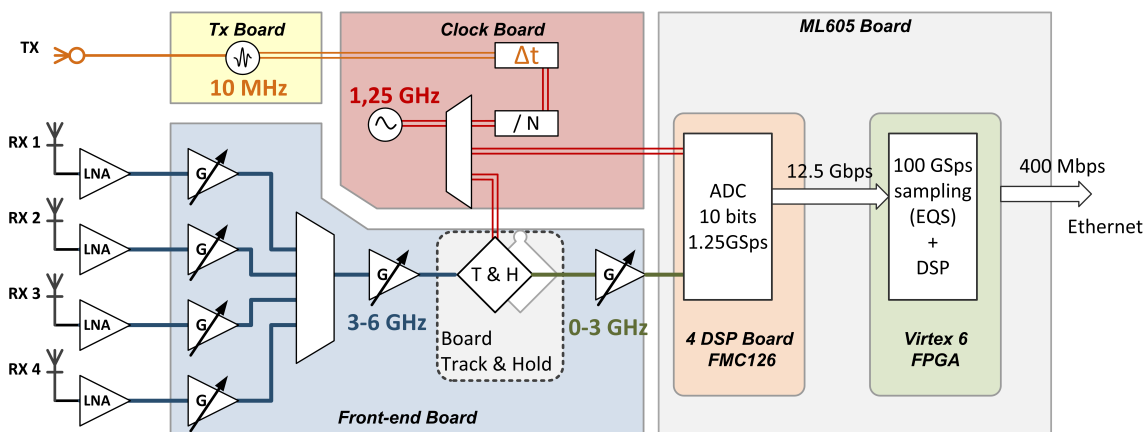 Tx Board
Clock Board
ML605 Board
TX
Δt
10 MHz
1,25 GHz
/ N
RX 1
LNA
G
RX 2
LNA
G
RX 3
LNA
G
RX 4
LNA
G
G
3-6 GHz
T & H
Board
Track & Hold
G
0-3 GHz
Front-end Board
ADC
10 bits
1.25GSps
4 DSP Board
FMC126
12.5 Gbps
100 GSps
sampling
(EQS)
+
DSP
Virtex 6
FPGA
400 Mbps
Ethernet